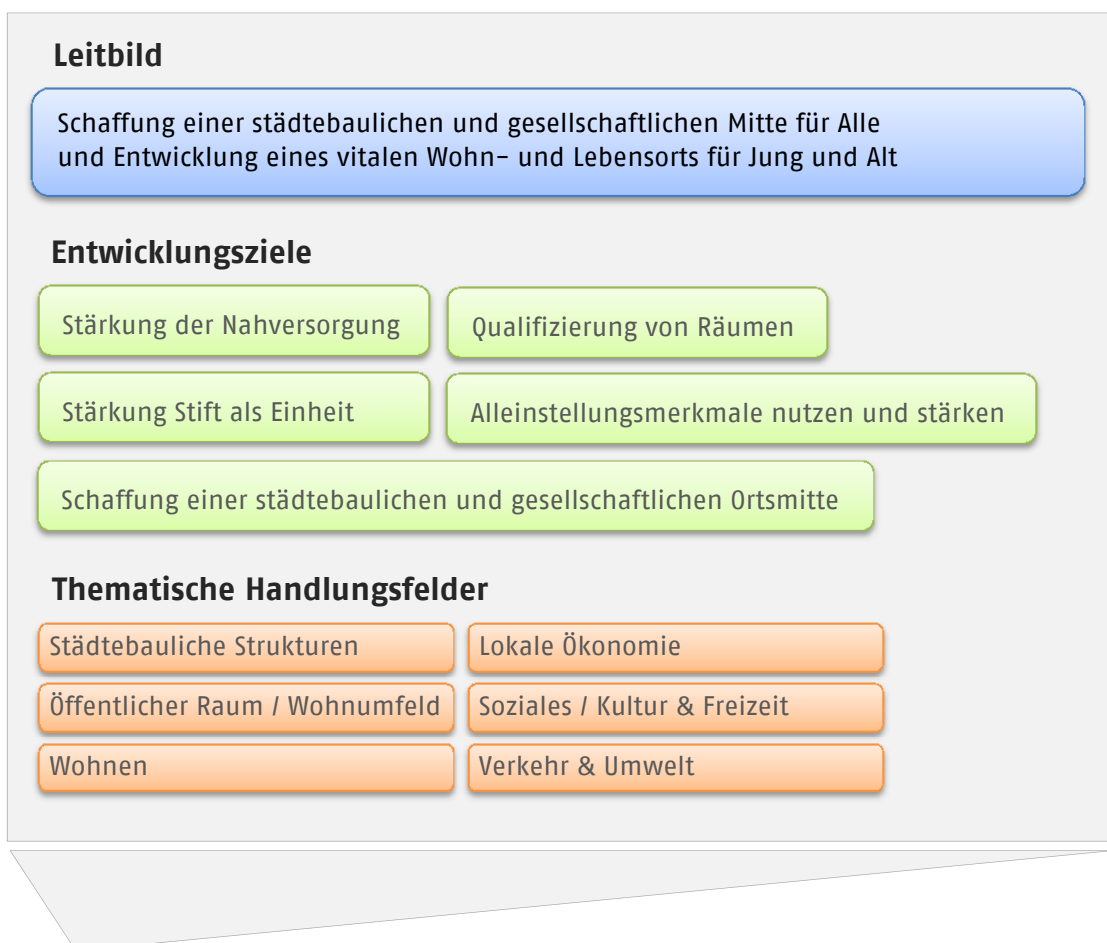 Leitbild
Schaffung einer städtebaulichen und gesellschaftlichen Mitte für Alle
und Entwicklung eines vitalen Wohn- und Lebensorts für Jung und Alt
Entwicklungsziele
Stärkung der Nahversorgung
Qualifizierung von Räumen
Stärkung Stift als Einheit
Alleinstellungsmerkmale nutzen und stärken
Schaffung einer städtebaulichen und gesellschaftlichen Ortsmitte
Thematische Handlungsfelder
Städtebauliche Strukturen
Lokale Ökonomie
Öffentlicher Raum / Wohnumfeld
Soziales / Kultur & Freizeit
Wohnen
Verkehr & Umwelt